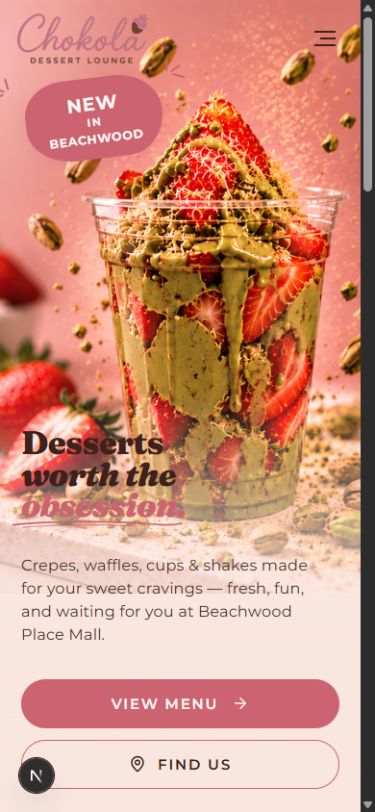 Chokola
DESSERT LOUNGE
NEW
IN
BEACHWOOD
Desserts
worth the
obsession.
Crepes, waffles, cups & shakes made
for your sweet cravings — fresh, fun,
and waiting for you at Beachwood
Place Mall.
VIEW MENU →
FIND US
N